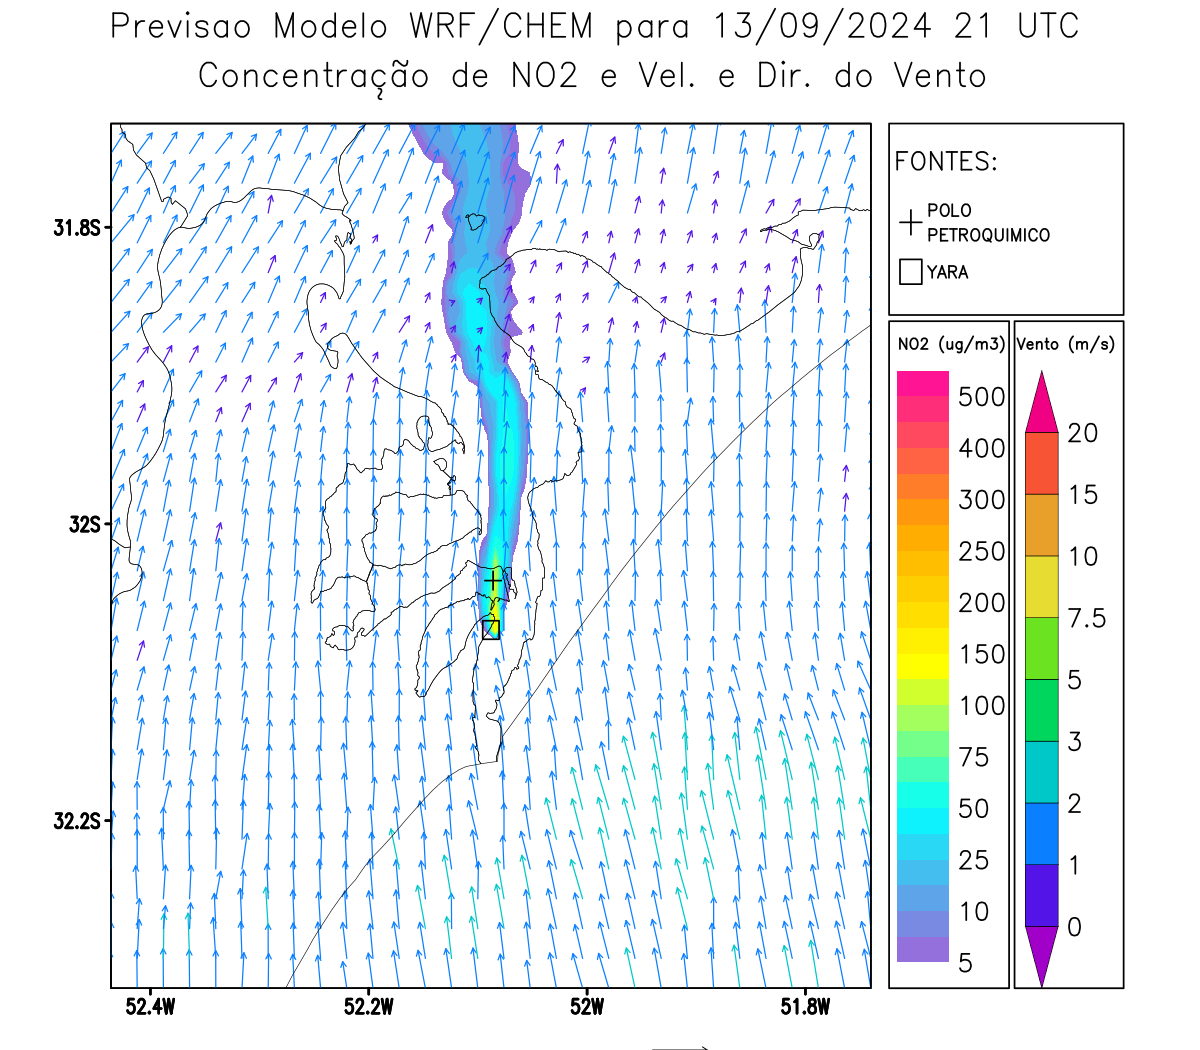 Previsao Modelo WRF/CHEM para 13/09/2024 21 UTC
Concentração de NO2 e Vel. e Dir. do Vento
FONTES:
POLO
PETROQUIMICO
YARA
31.8S
32S
32.2S
52.4W
52.2W
52W
51.8W
NO2 (ug/m3)
500
400
300
250
200
150
100
75
50
25
10
5
Vento (m/s)
20
15
10
7.5
5
3
2
1
0